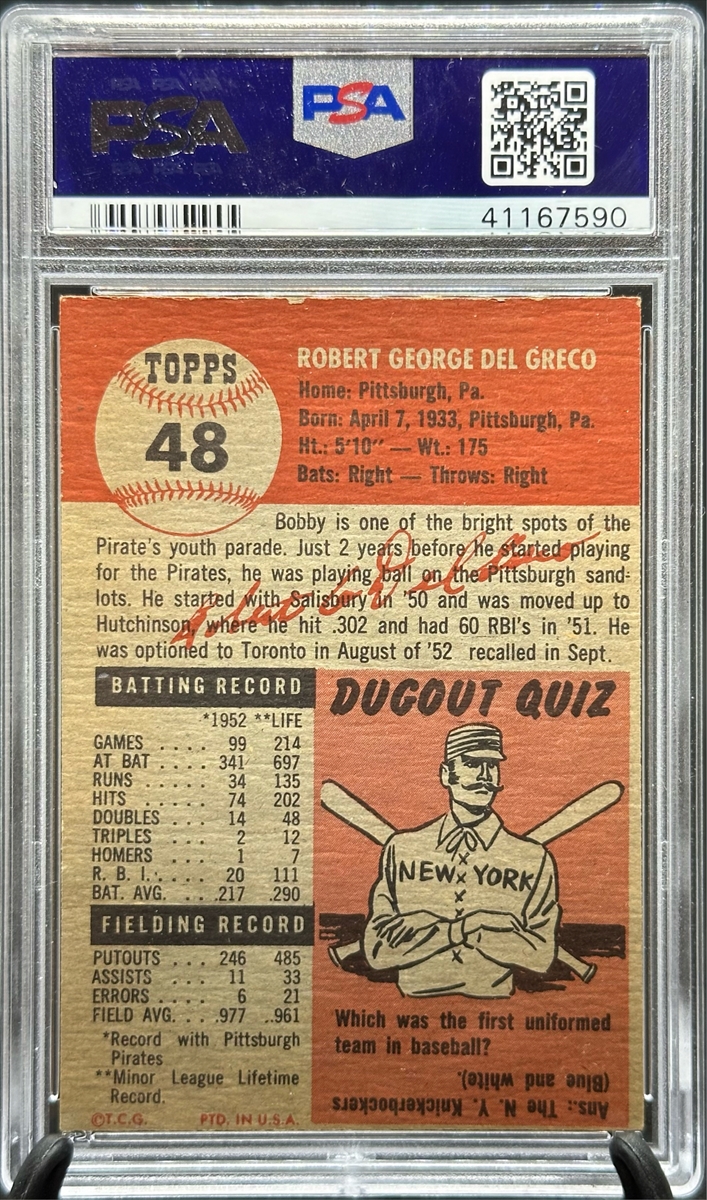 PSA
PSA
41167590
TOPPS
48
ROBERT GEORGE DEL GRECO
Home: Pittsburgh, Pa.
Born: April 7, 1933, Pittsburgh, Pa.
Ht.: 5'10" — Wt.: 175
Bats: Right — Throws: Right
Bobby is one of the bright spots of the
Pirate's youth parade. Just 2 years before he started playing
for the Pirates, he was playing ball on the Pittsburgh sand-
lots. He started with Salisbury in '50 and was moved up to
Hutchinson, where he hit .302 and had 60 RBI's in '51. He
was optioned to Toronto in August of '52 recalled in Sept.
BATTING RECORD
*1952 **LIFE
GAMES .... 99 214
AT BAT .... 341 697
RUNS ..... 34 135
HITS ..... 74 202
DOUBLES ... 14 48
TRIPLES ... 2 12
HOMERS ... 1 7
R. B. I. .... 20 111
BAT. AVG. ... .217 .290
FIELDING RECORD
PUTOUTS ... 246 485
ASSISTS ... 11 33
ERRORS .... 6 21
FIELD AVG. ... .977 ..961
*Record with Pittsburgh
Pirates
**Minor League Lifetime
Record.
©T.C.G. PTD. IN U.S.A.
DUGOUT QUIZ
NEW YORK
Which was the first uniformed
team in baseball?
Ans.: The N. Y. Knickerbockers
(Blue and white).